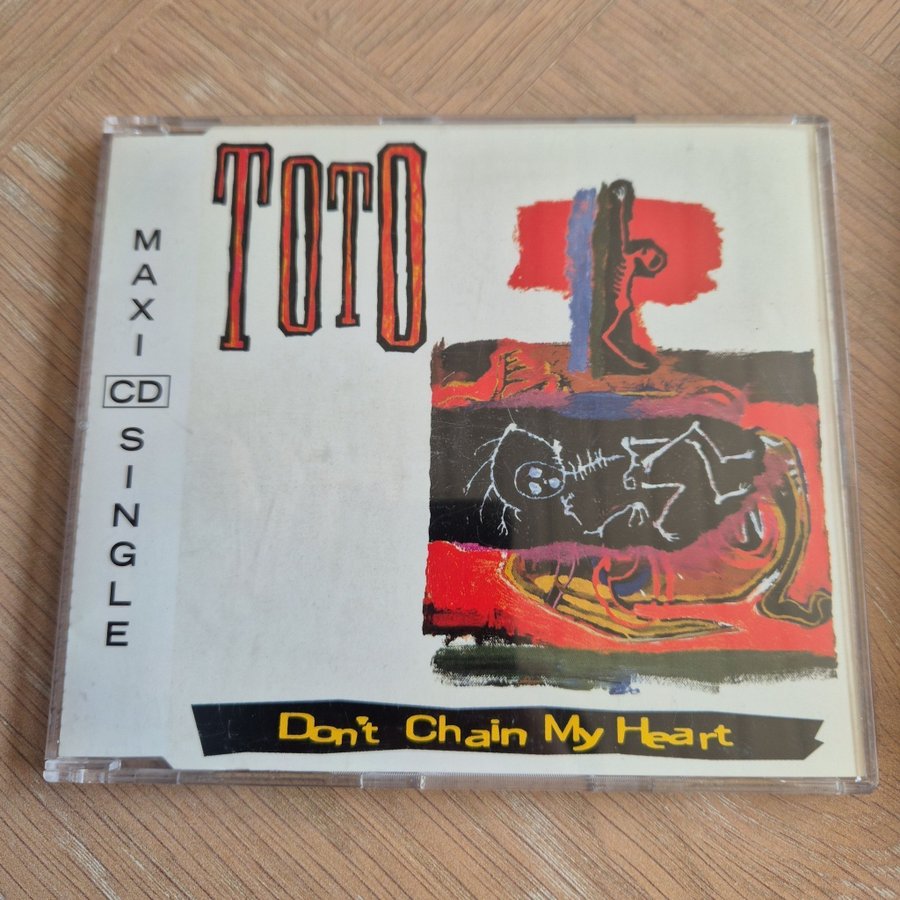 TOTO
MAXI
CD
SINGLE
Don't Chain My Heart